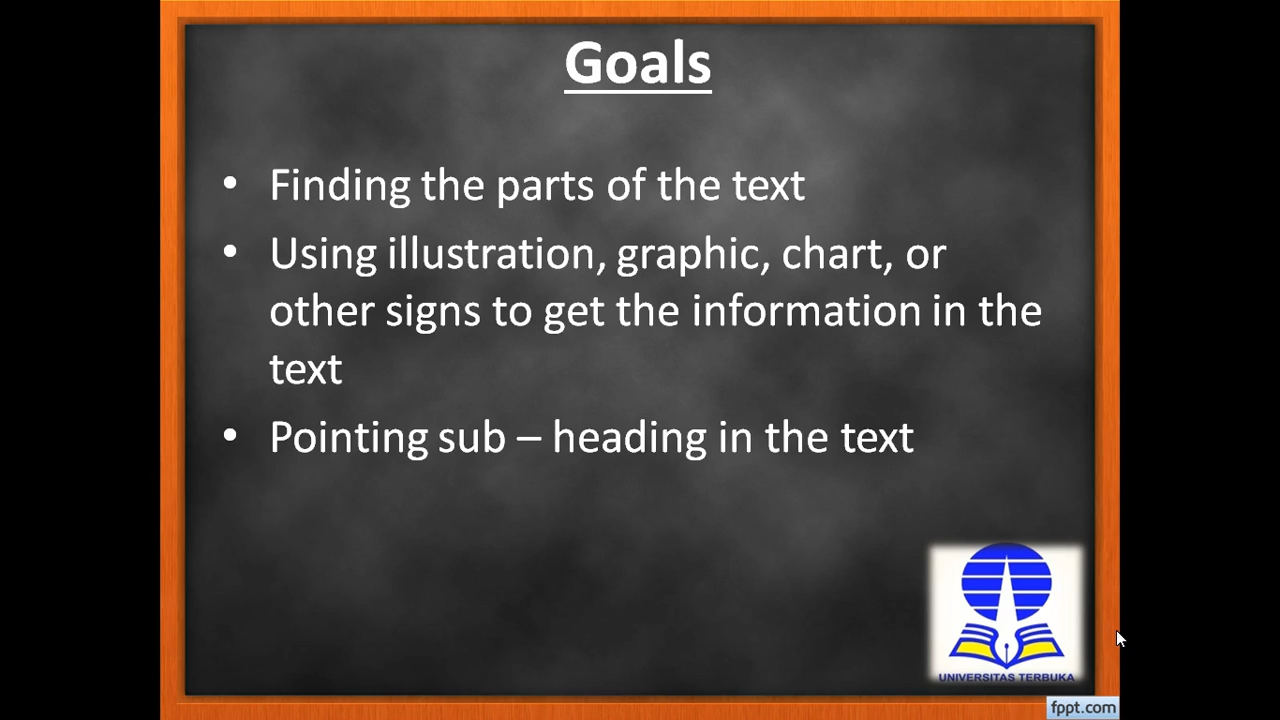 Goals
• Finding the parts of the text
• Using illustration, graphic, chart, or
other signs to get the information in the
text
• Pointing sub – heading in the text
UNIVERSITAS TERBUKA
fppt.com